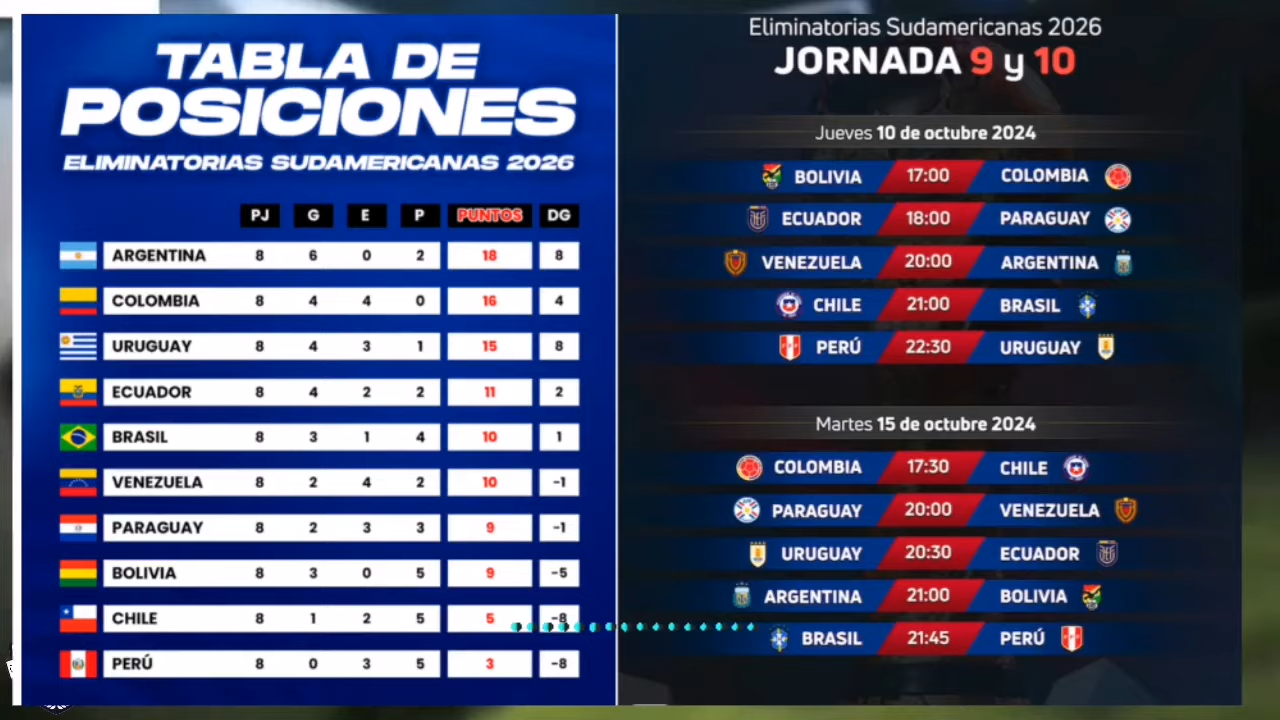 TABLA DE
POSICIONES
ELIMINATORIAS SUDAMERICANAS 2026
PJ G E P PUNTOS DG
ARGENTINA 8 6 0 2 18 8
COLOMBIA 8 4 4 0 16 4
URUGUAY 8 4 3 1 15 8
ECUADOR 8 4 2 2 11 2
BRASIL 8 3 1 4 10 1
VENEZUELA 8 2 4 2 10 -1
PARAGUAY 8 2 3 3 9 -1
BOLIVIA 8 3 0 5 9 -5
CHILE 8 1 2 5 5 -8
PERÚ 8 0 3 5 3 -8
Eliminatorias Sudamericanas 2026
JORNADA 9 y 10
Jueves 10 de octubre 2024
BOLIVIA 17:00 COLOMBIA
ECUADOR 18:00 PARAGUAY
VENEZUELA 20:00 ARGENTINA
CHILE 21:00 BRASIL
PERÚ 22:30 URUGUAY
Martes 15 de octubre 2024
COLOMBIA 17:30 CHILE
PARAGUAY 20:00 VENEZUELA
URUGUAY 20:30 ECUADOR
ARGENTINA 21:00 BOLIVIA
BRASIL 21:45 PERÚ